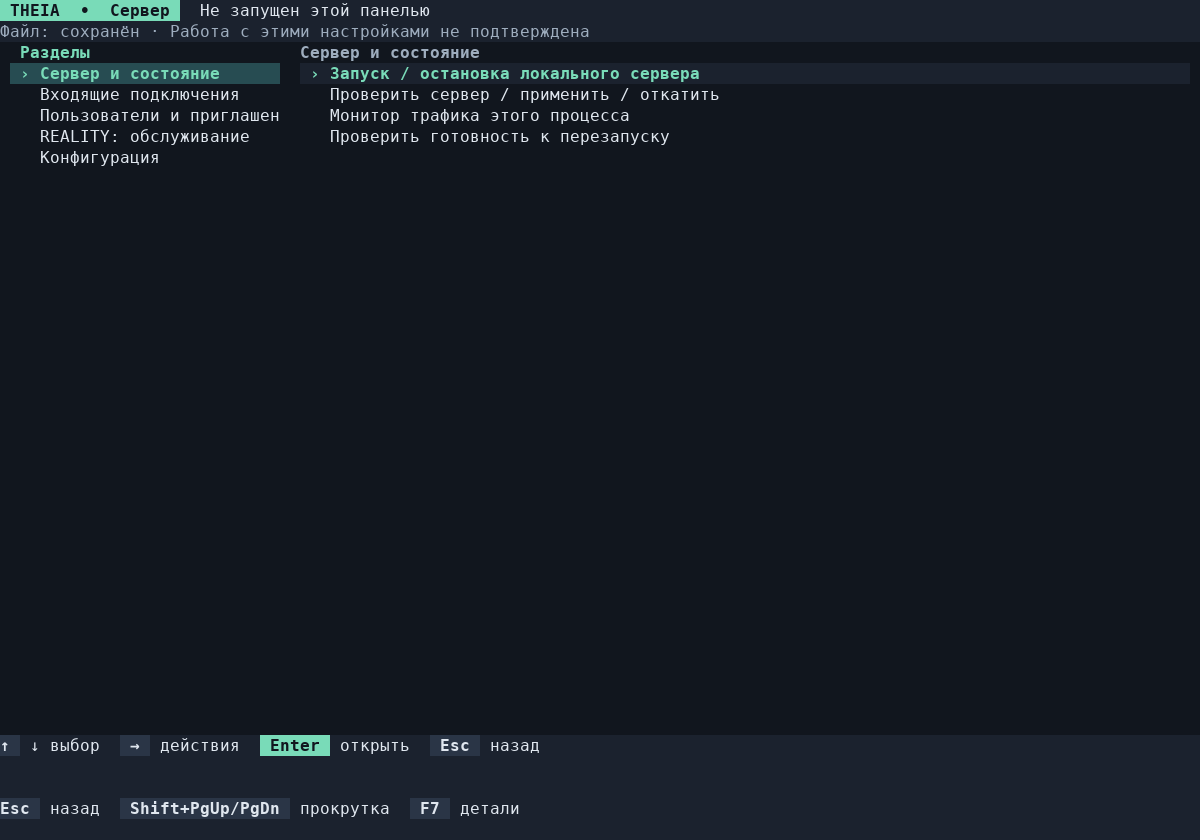 THEIA • Сервер Не запущен этой панелью
Файл: сохранён · Работа с этими настройками не подтверждена
Разделы
› Сервер и состояние
Входящие подключения
Пользователи и приглашен
REALITY: обслуживание
Конфигурация
Сервер и состояние
› Запуск / остановка локального сервера
Проверить сервер / применить / откатить
Монитор трафика этого процесса
Проверить готовность к перезапуску
↑ ↓ выбор → действия Enter открыть Esc назад
Esc назад Shift+PgUp/PgDn прокрутка F7 детали